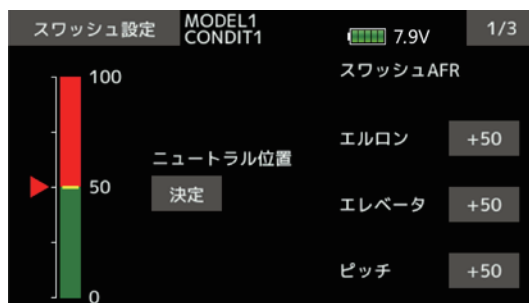 スワッシュ設定
MODEL1
CONDIT1
7.9V
1/3
100
50
0
ニュートラル位置
決定
スワッシュAFR
エルロン +50
エレベータ +50
ピッチ +50